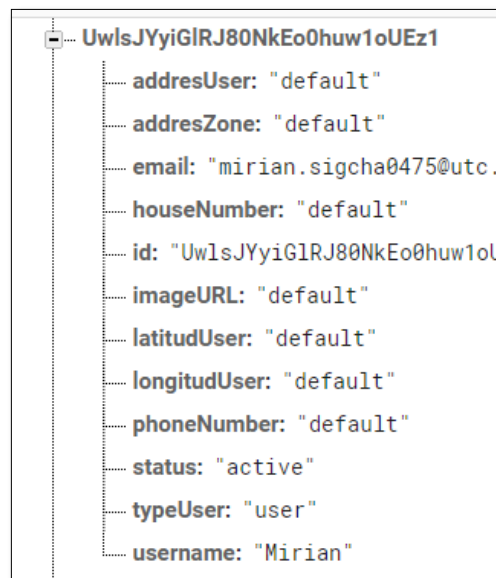 UwlsJYyiGlRJ80NkEo0huw1oUEz1
addresUser: "default"
addresZone: "default"
email: "mirian.sigcha0475@utc.
houseNumber: "default"
id: "UwlsJYyiGlRJ80NkEo0huw1oU
imageURL: "default"
latitudUser: "default"
longitudUser: "default"
phoneNumber: "default"
status: "active"
typeUser: "user"
username: "Mirian"